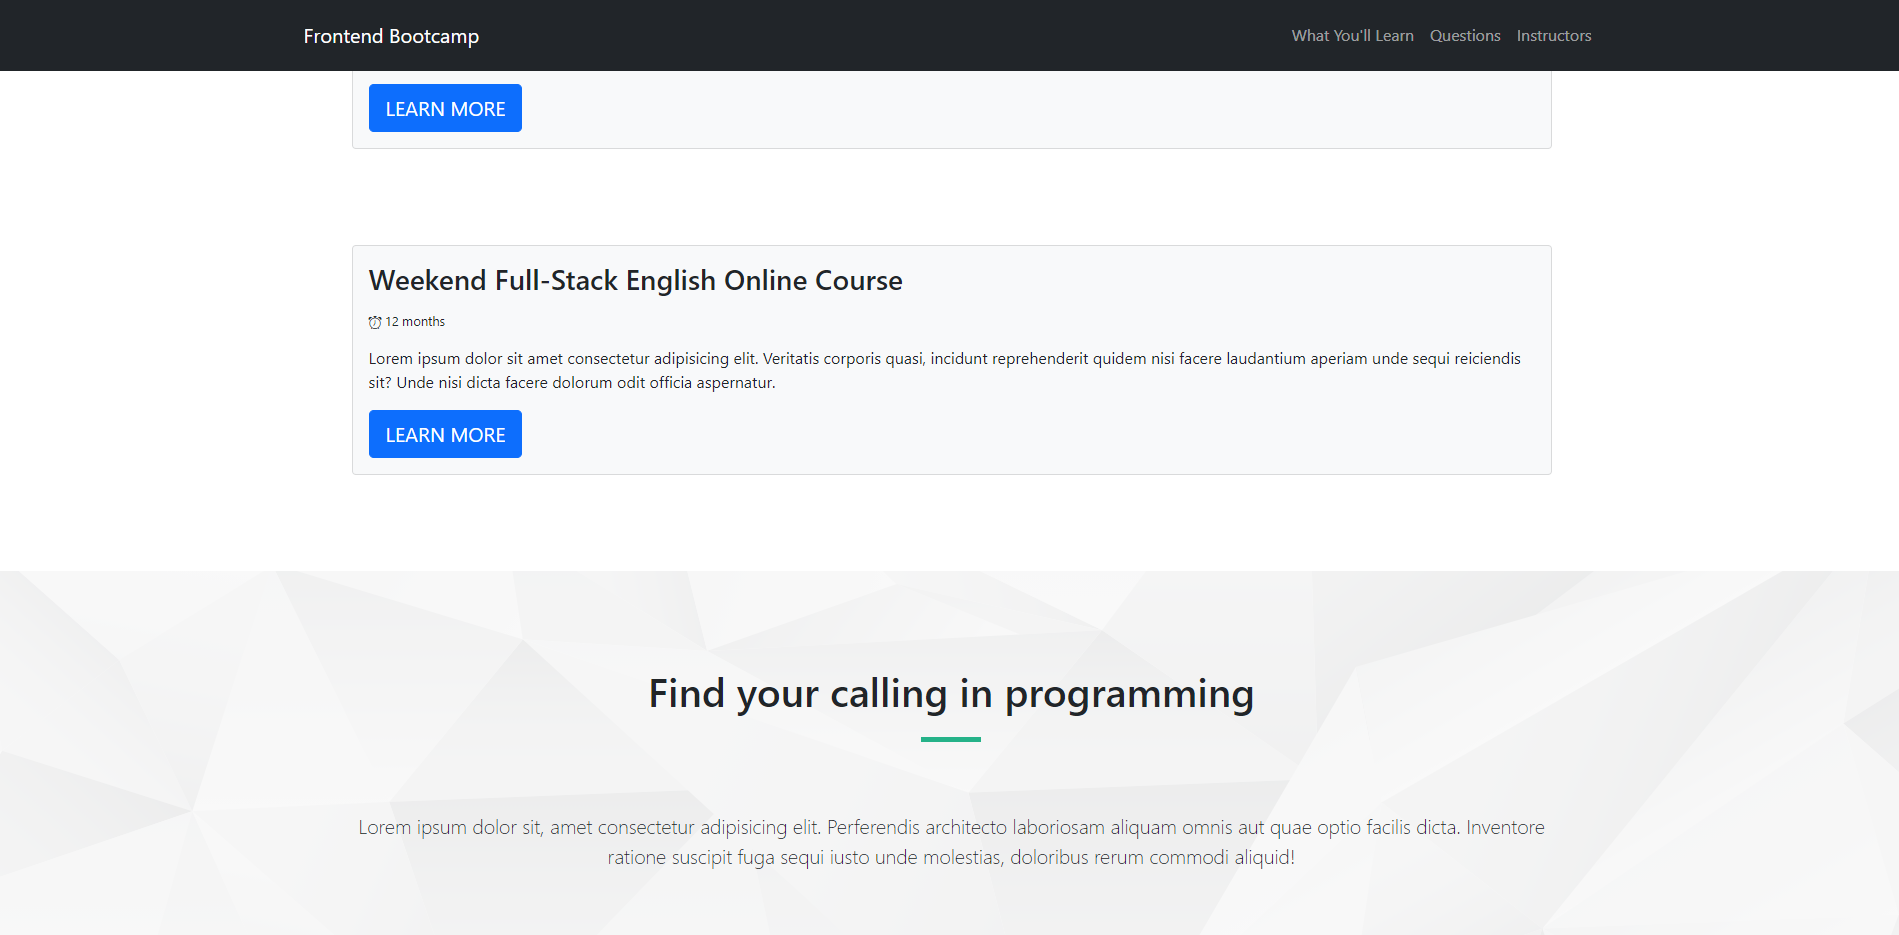 Frontend Bootcamp
What You'll Learn Questions Instructors
LEARN MORE
Weekend Full-Stack English Online Course
12 months
Lorem ipsum dolor sit amet consectetur adipisicing elit. Veritatis corporis quasi, incidunt reprehenderit quidem nisi facere laudantium aperiam unde sequi reiciendis
sit? Unde nisi dicta facere dolorum odit officia aspernatur.
LEARN MORE
Find your calling in programming
Lorem ipsum dolor sit, amet consectetur adipisicing elit. Perferendis architecto laboriosam aliquam omnis aut quae optio facilis dicta. Inventore
ratione suscipit fuga sequi iusto unde molestias, doloribus rerum commodi aliquid!